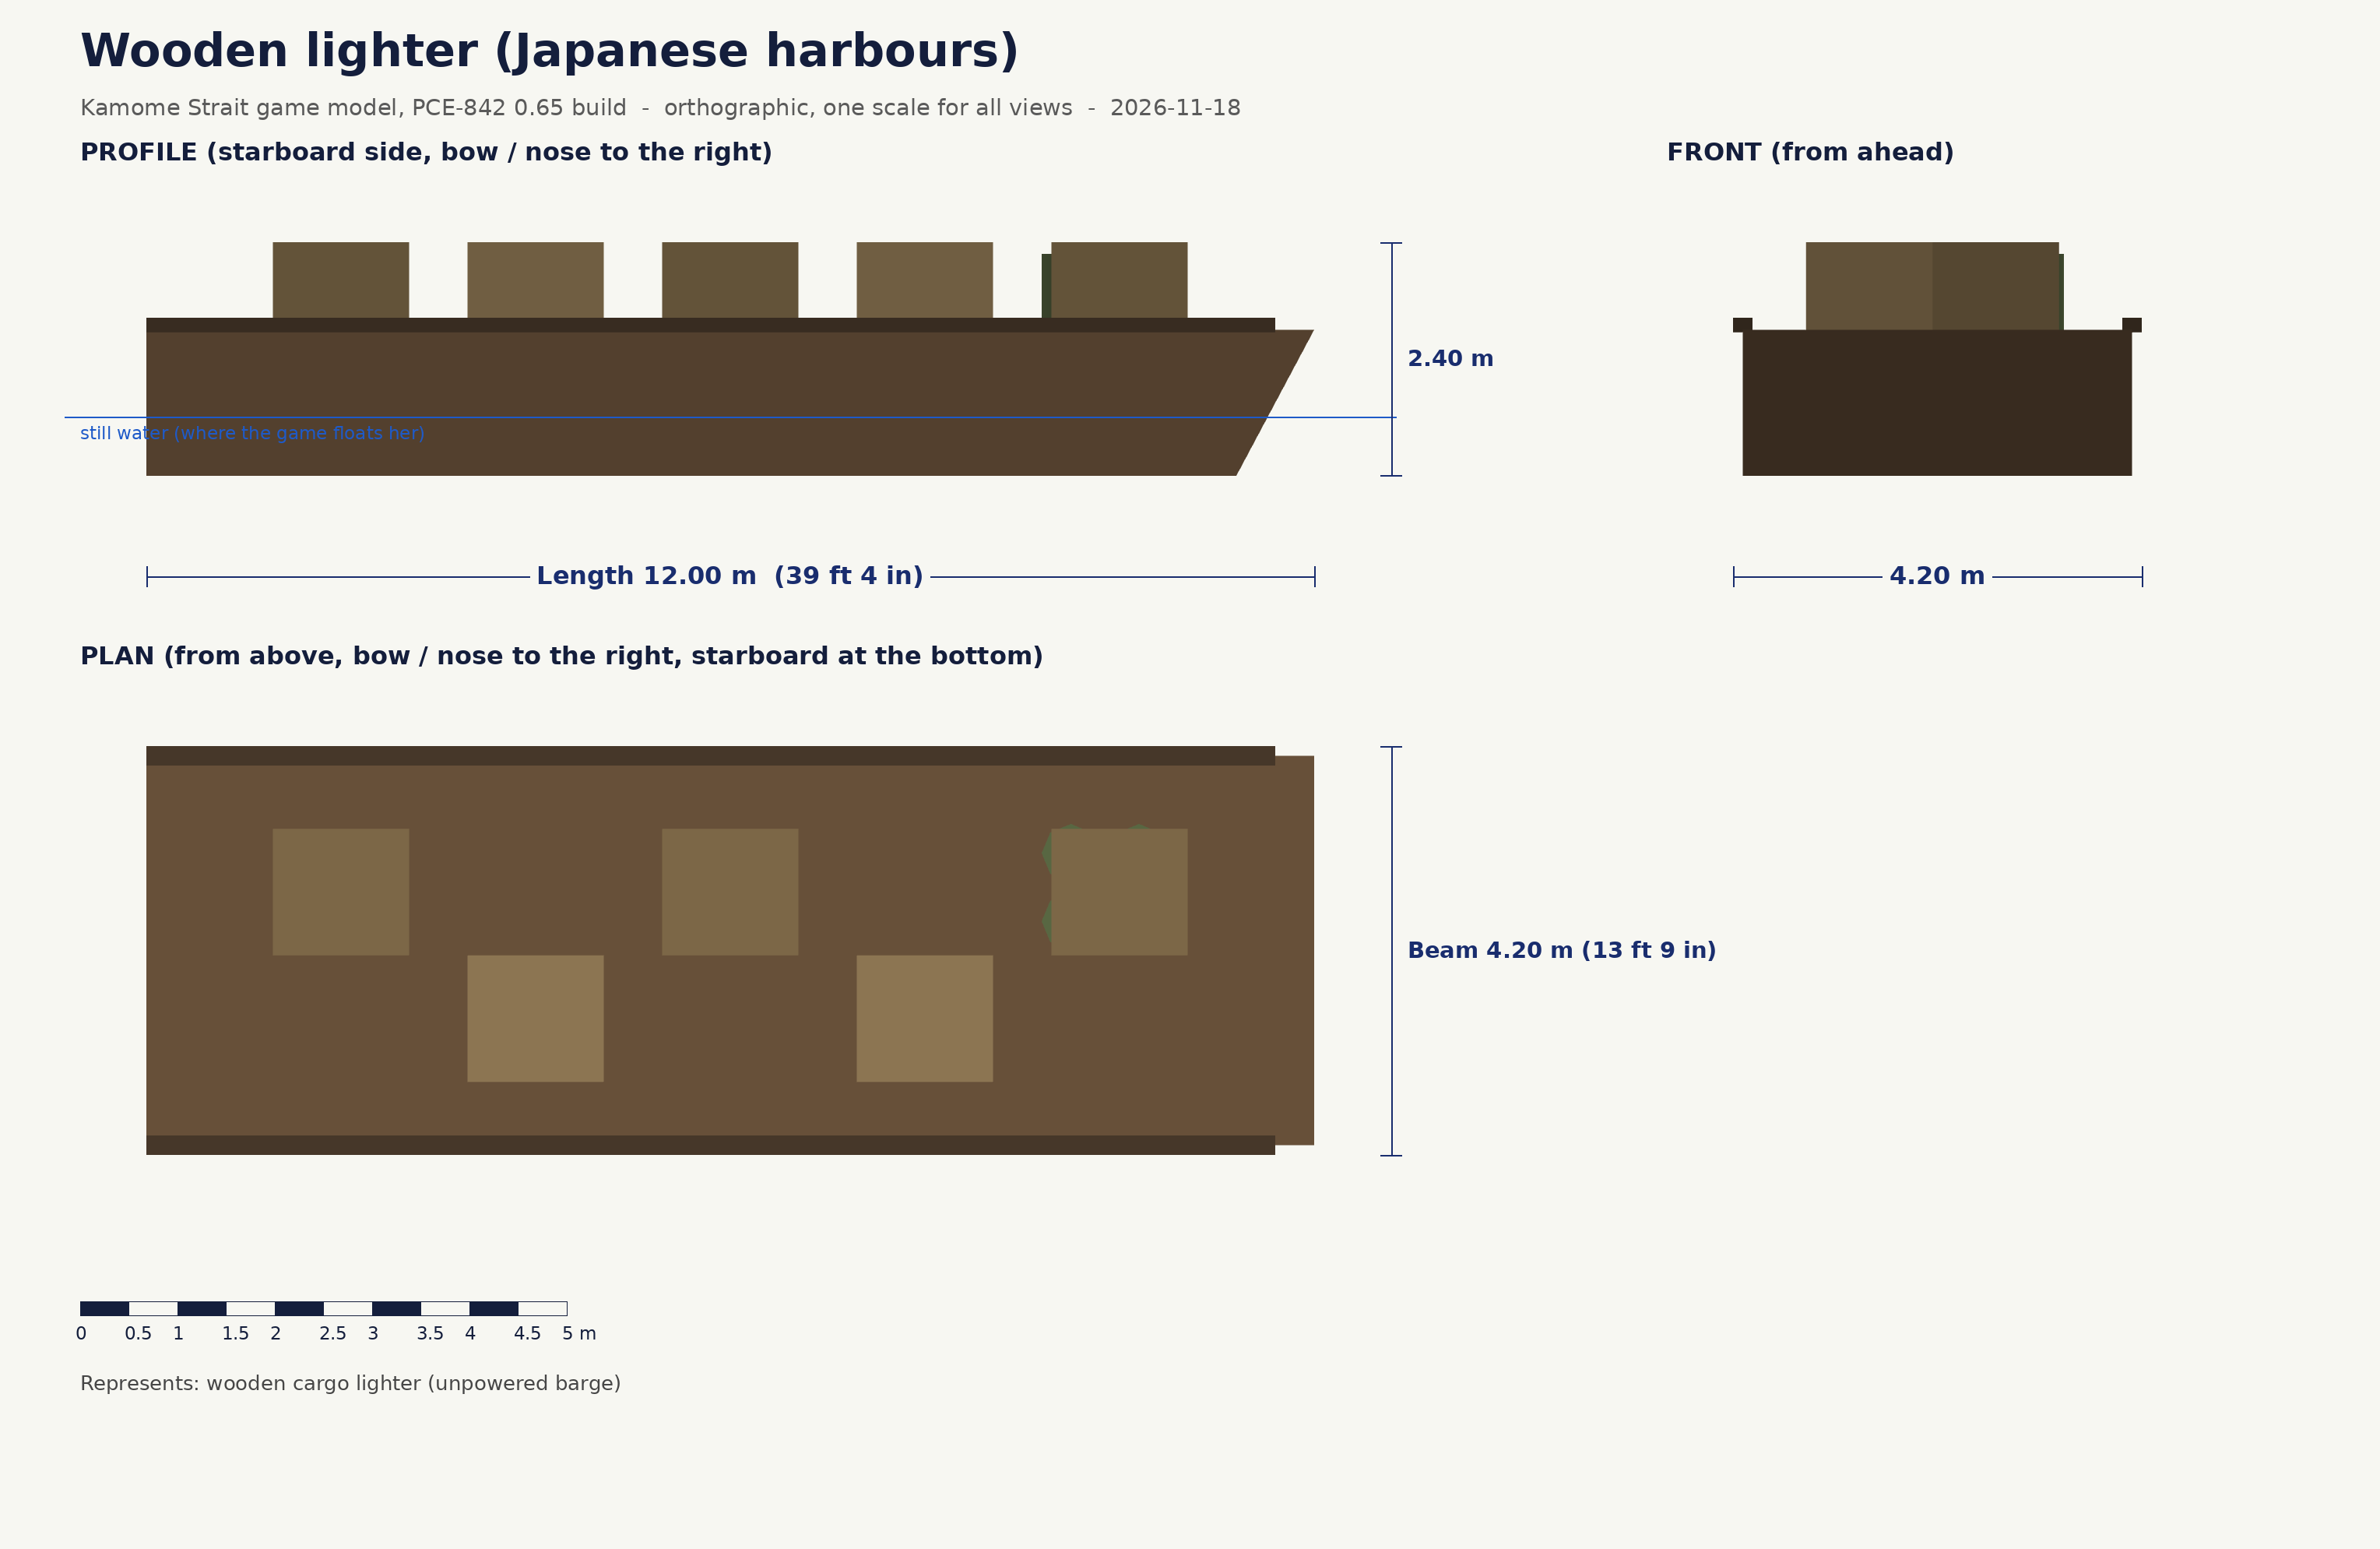 Wooden lighter (Japanese harbours)
Kamome Strait game model, PCE-842 0.65 build - orthographic, one scale for all views - 2026-11-18
PROFILE (starboard side, bow / nose to the right)
FRONT (from ahead)
2.40 m
still water (where the game floats her)
Length 12.00 m (39 ft 4 in)
4.20 m
PLAN (from above, bow / nose to the right, starboard at the bottom)
Beam 4.20 m (13 ft 9 in)
0 0.5 1 1.5 2 2.5 3 3.5 4 4.5 5 m
Represents: wooden cargo lighter (unpowered barge)